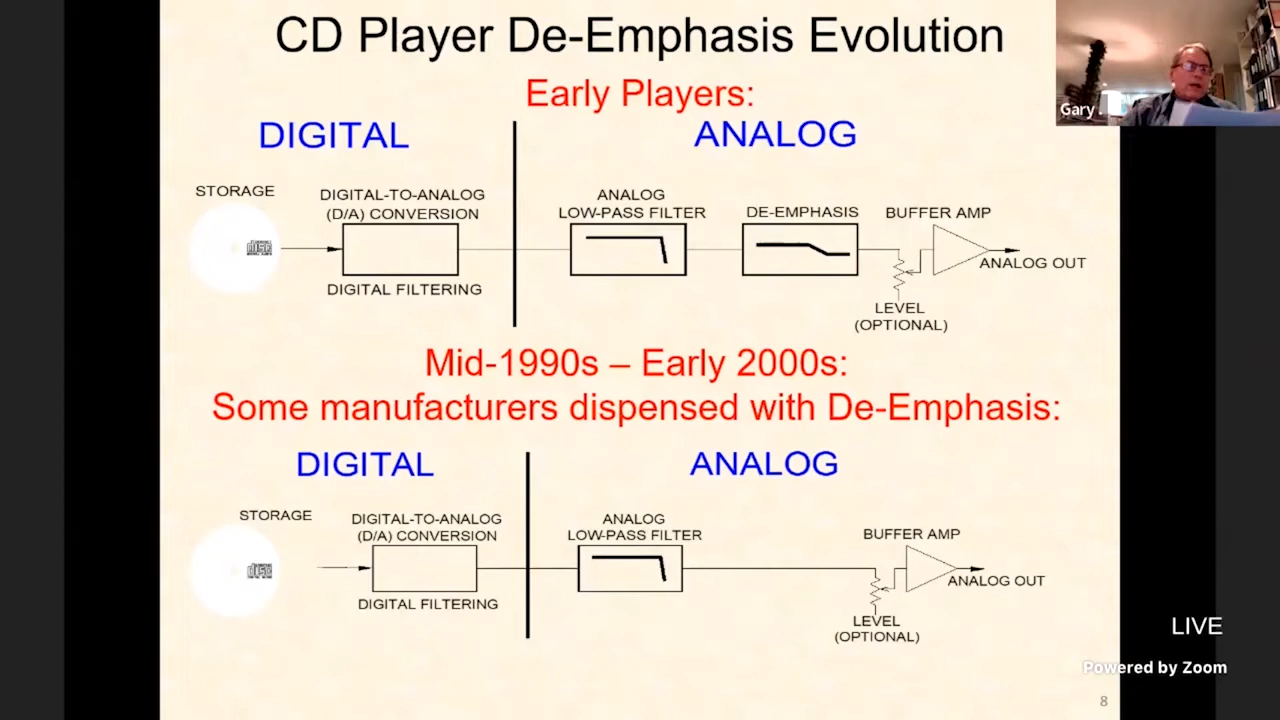 CD Player De-Emphasis Evolution
Early Players:
DIGITAL
ANALOG
STORAGE
DIGITAL-TO-ANALOG
(D/A) CONVERSION
DIGITAL FILTERING
ANALOG
LOW-PASS FILTER
DE-EMPHASIS
BUFFER AMP
ANALOG OUT
LEVEL
(OPTIONAL)
Mid-1990s – Early 2000s:
Some manufacturers dispensed with De-Emphasis:
DIGITAL
ANALOG
STORAGE
DIGITAL-TO-ANALOG
(D/A) CONVERSION
DIGITAL FILTERING
ANALOG
LOW-PASS FILTER
BUFFER AMP
ANALOG OUT
LEVEL
(OPTIONAL)
8
Gary
LIVE
Powered by Zoom